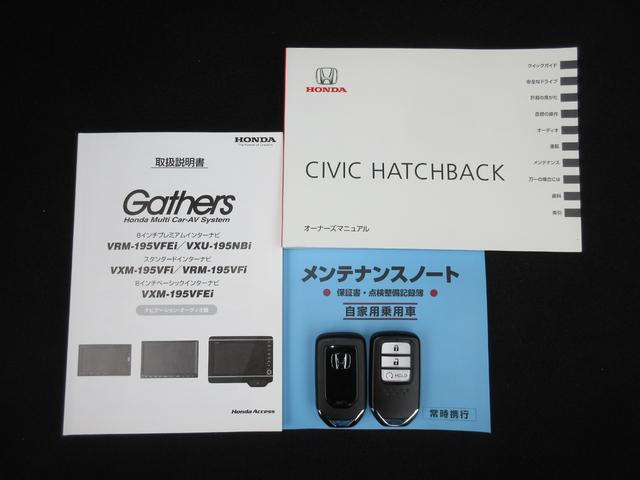 HONDA
The Power of Dreams
取扱説明書
Gathers
Honda Multi Car-AV System
8インチプレミアムインターナビ
VRM-195VFEi/VXU-195NBi
スタンダードインターナビ
VXM-195VFi/VRM-195VFi
8インチベーシックインターナビ
VXM-195VFEi
ナビゲーション・オーディオ編
Honda Access
HONDA
CIVIC HATCHBACK
オーナーズマニュアル
クイックガイド
安全なドライブ
計器の見かた
各部の操作
オーディオ
運転
メンテナンス
万一の場合には
資料
索引
メンテナンスノート
● 保証書・点検整備記録簿 ●
自家用乗用車
HOLD
常時携行